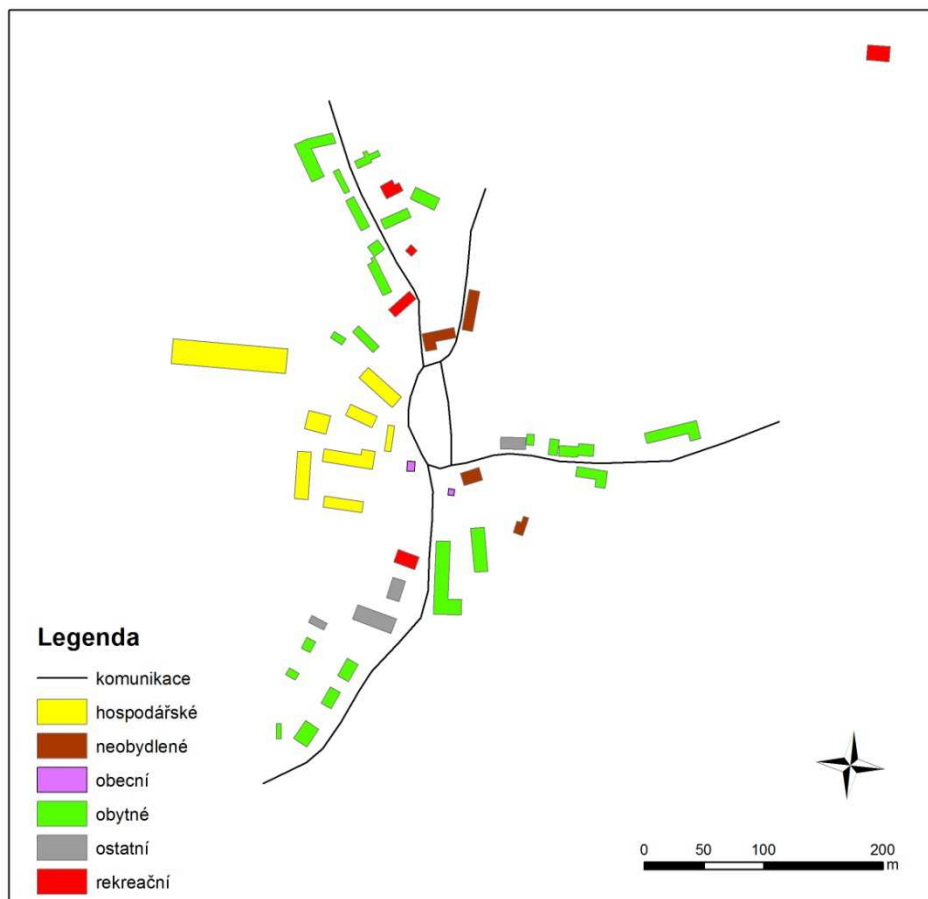 Legenda
komunikace
hospodářské
neobydlené
obecní
obytné
ostatní
rekreační
0 50 100 200
m